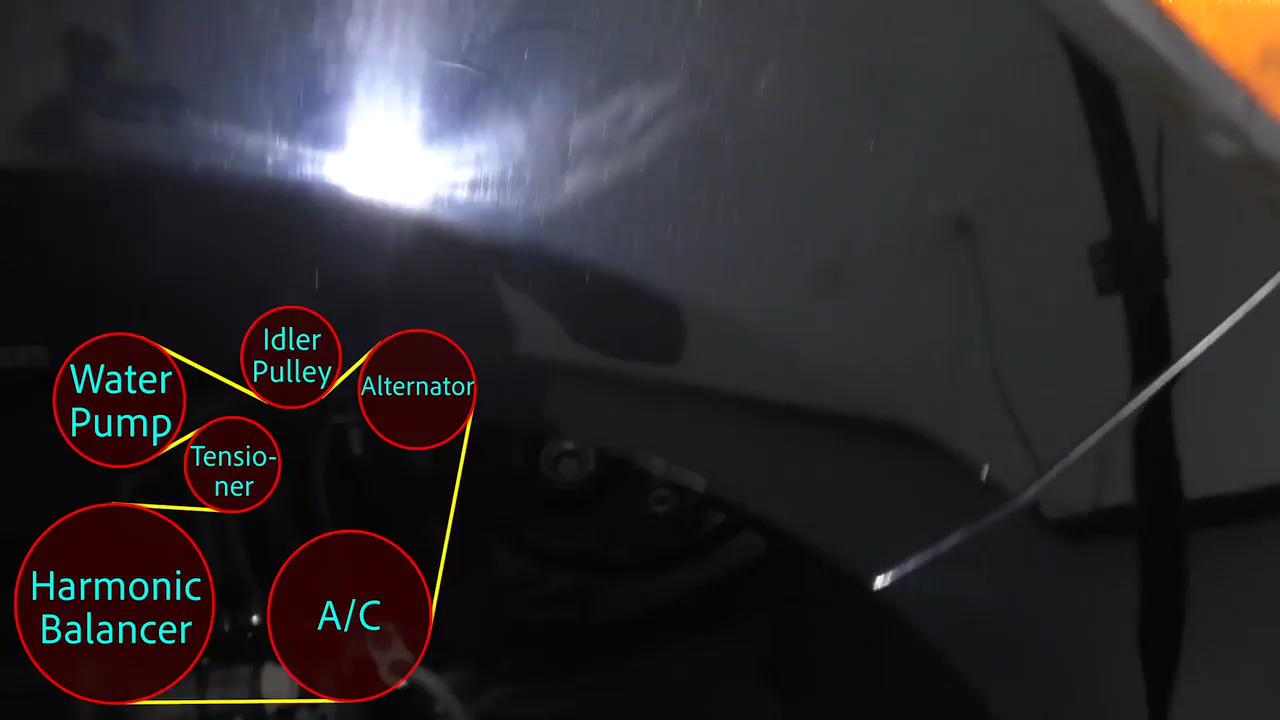 Idler
Pulley
Water
Pump
Alternator
Tensio-
ner
Harmonic
Balancer
A/C